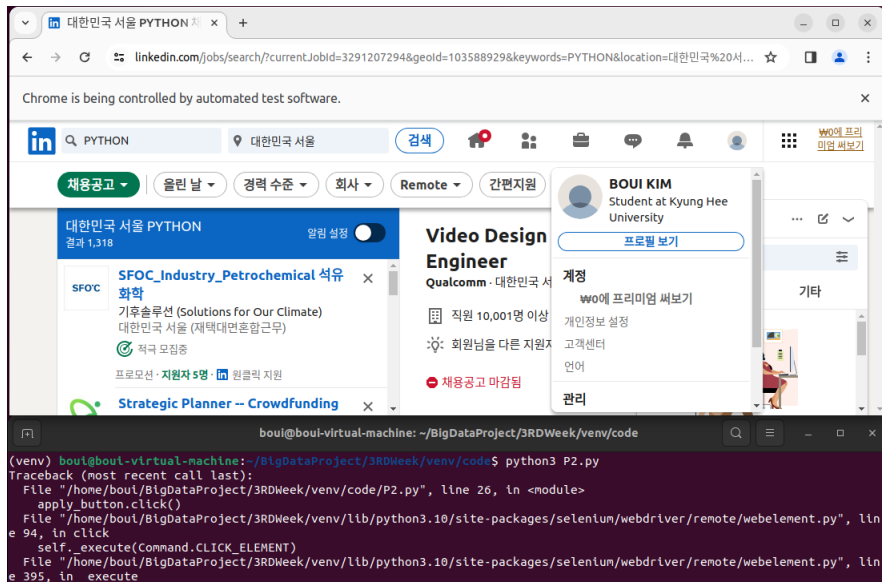 대한민국 서울 PYTHON 채
linkedin.com/jobs/search/?currentJobId=3291207294&geoId=103588929&keywords=PYTHON&location=대한민국%20서...
Chrome is being controlled by automated test software.
in
PYTHON
대한민국 서울
검색
₩0에 프리
미엄 써보기
채용공고
올린 날
경력 수준
회사
Remote
간편지원
BOUI KIM
Student at Kyung Hee
University
프로필 보기
계정
₩0에 프리미엄 써보기
개인정보 설정
고객센터
언어
관리
대한민국 서울 PYTHON
결과 1,318
알림 설정
SFOC
SFOC_Industry_Petrochemical 석유
화학
기후솔루션 (Solutions for Our Climate)
대한민국 서울 (재택대면혼합근무)
적극 모집중
프로모션 · 지원자 5명 · in 원클릭 지원
Strategic Planner -- Crowdfunding
Video Design
Engineer
Qualcomm · 대한민국 서
직원 10,001명 이상
회원님을 다른 지원자
채용공고 마감됨
기타
boui@boui-virtual-machine: ~/BigDataProject/3RDWeek/venv/code
(venv) boui@boui-virtual-machine:~/BigDataProject/3RDWeek/venv/code$ python3 P2.py
Traceback (most recent call last):
File "/home/boui/BigDataProject/3RDWeek/venv/code/P2.py", line 26, in <module>
apply_button.click()
File "/home/boui/BigDataProject/3RDWeek/venv/lib/python3.10/site-packages/selenium/webdriver/remote/webelement.py", lin
e 94, in click
self._execute(Command.CLICK_ELEMENT)
File "/home/boui/BigDataProject/3RDWeek/venv/lib/python3.10/site-packages/selenium/webdriver/remote/webelement.py", lin
e 395, in _execute